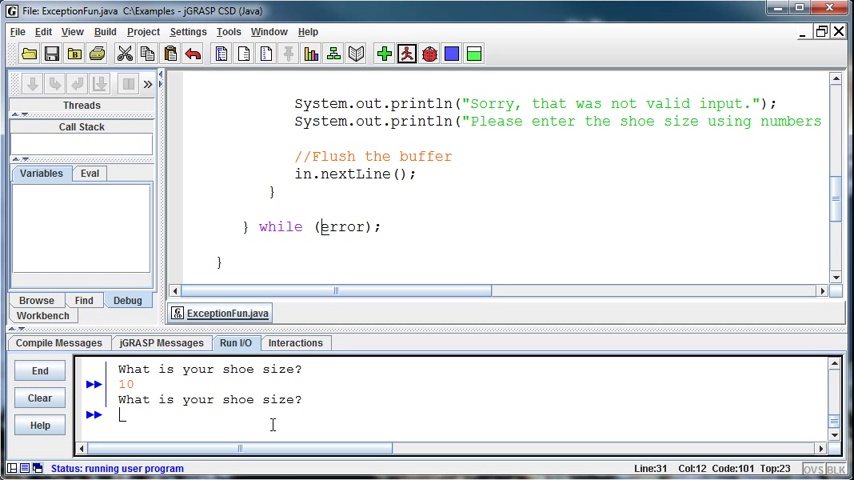 File: ExceptionFun.java C:\Examples - jGRASP CSD (Java)
File Edit View Build Project Settings Tools Window Help
Threads
Call Stack
Variables Eval
Browse Find Debug
Workbench
System.out.println("Sorry, that was not valid input.");
System.out.println("Please enter the shoe size using numbers
//Flush the buffer
in.nextLine();
}
} while (error);
}
ExceptionFun.java
Compile Messages jGRASP Messages Run I/O Interactions
End
Clear
Help
What is your shoe size?
10
What is your shoe size?
Status: running user program
Line:31 Col:12 Code:101 Top:23
OVS BLK